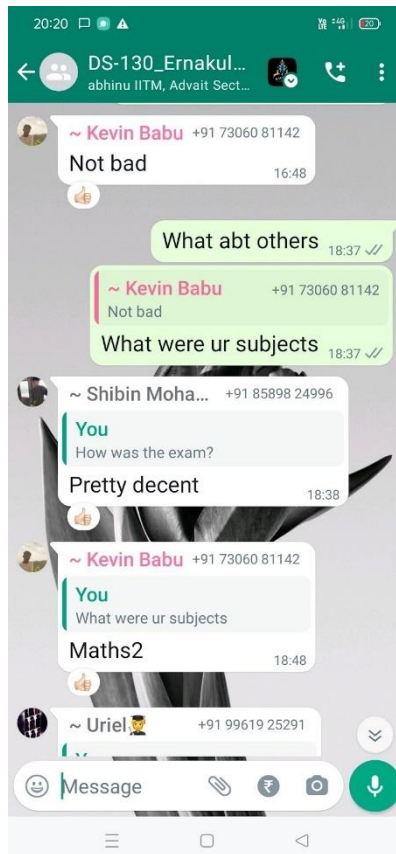 20:20
20
DS-130_Ernakul...
abhinu IITM, Advait Sect...
~ Kevin Babu +91 73060 81142
Not bad
16:48
What abt others 18:37
~ Kevin Babu +91 73060 81142
Not bad
What were ur subjects 18:37
~ Shibin Moha... +91 85898 24996
You
How was the exam?
Pretty decent
18:38
~ Kevin Babu +91 73060 81142
You
What were ur subjects
Maths2
18:48
~ Uriel +91 99619 25291
Message